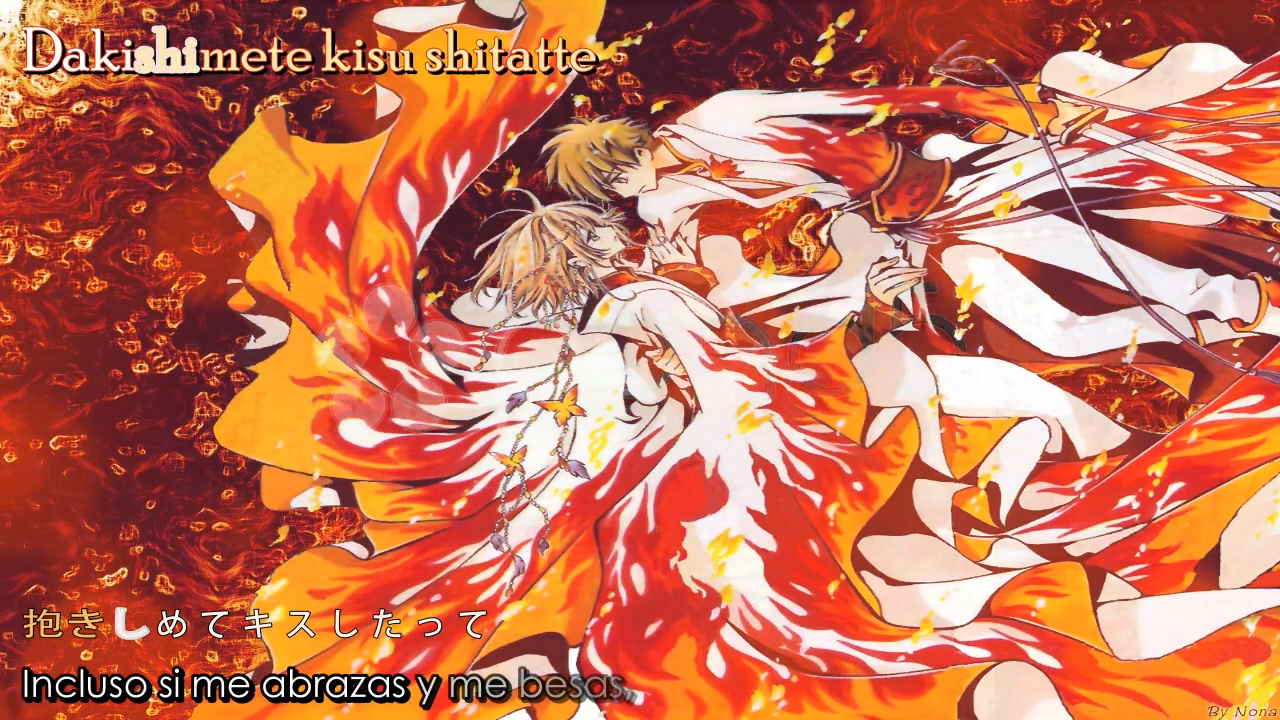 Dakishimete kisu shitatte
抱きしめてキスしたって
Incluso si me abrazas y me besas,
By Nona